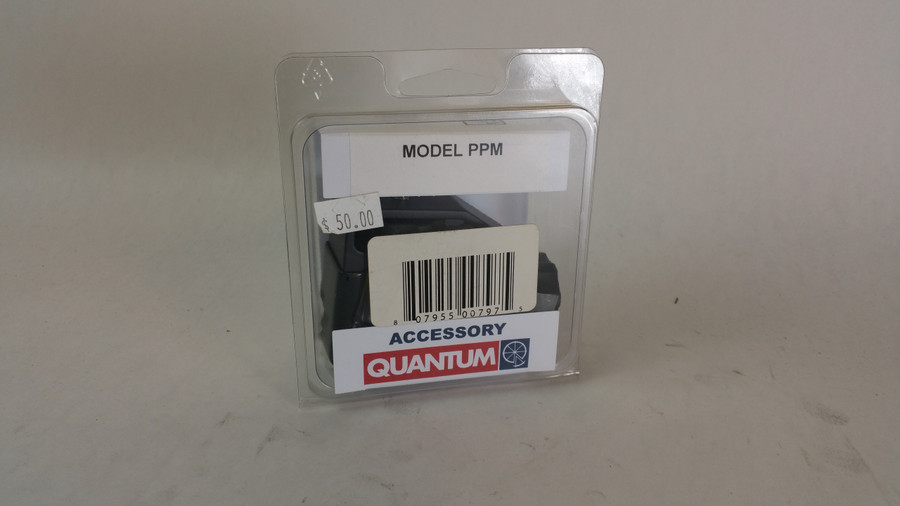 MODEL PPM
$ 50.00
8 07955 00797 5
ACCESSORY
QUANTUM